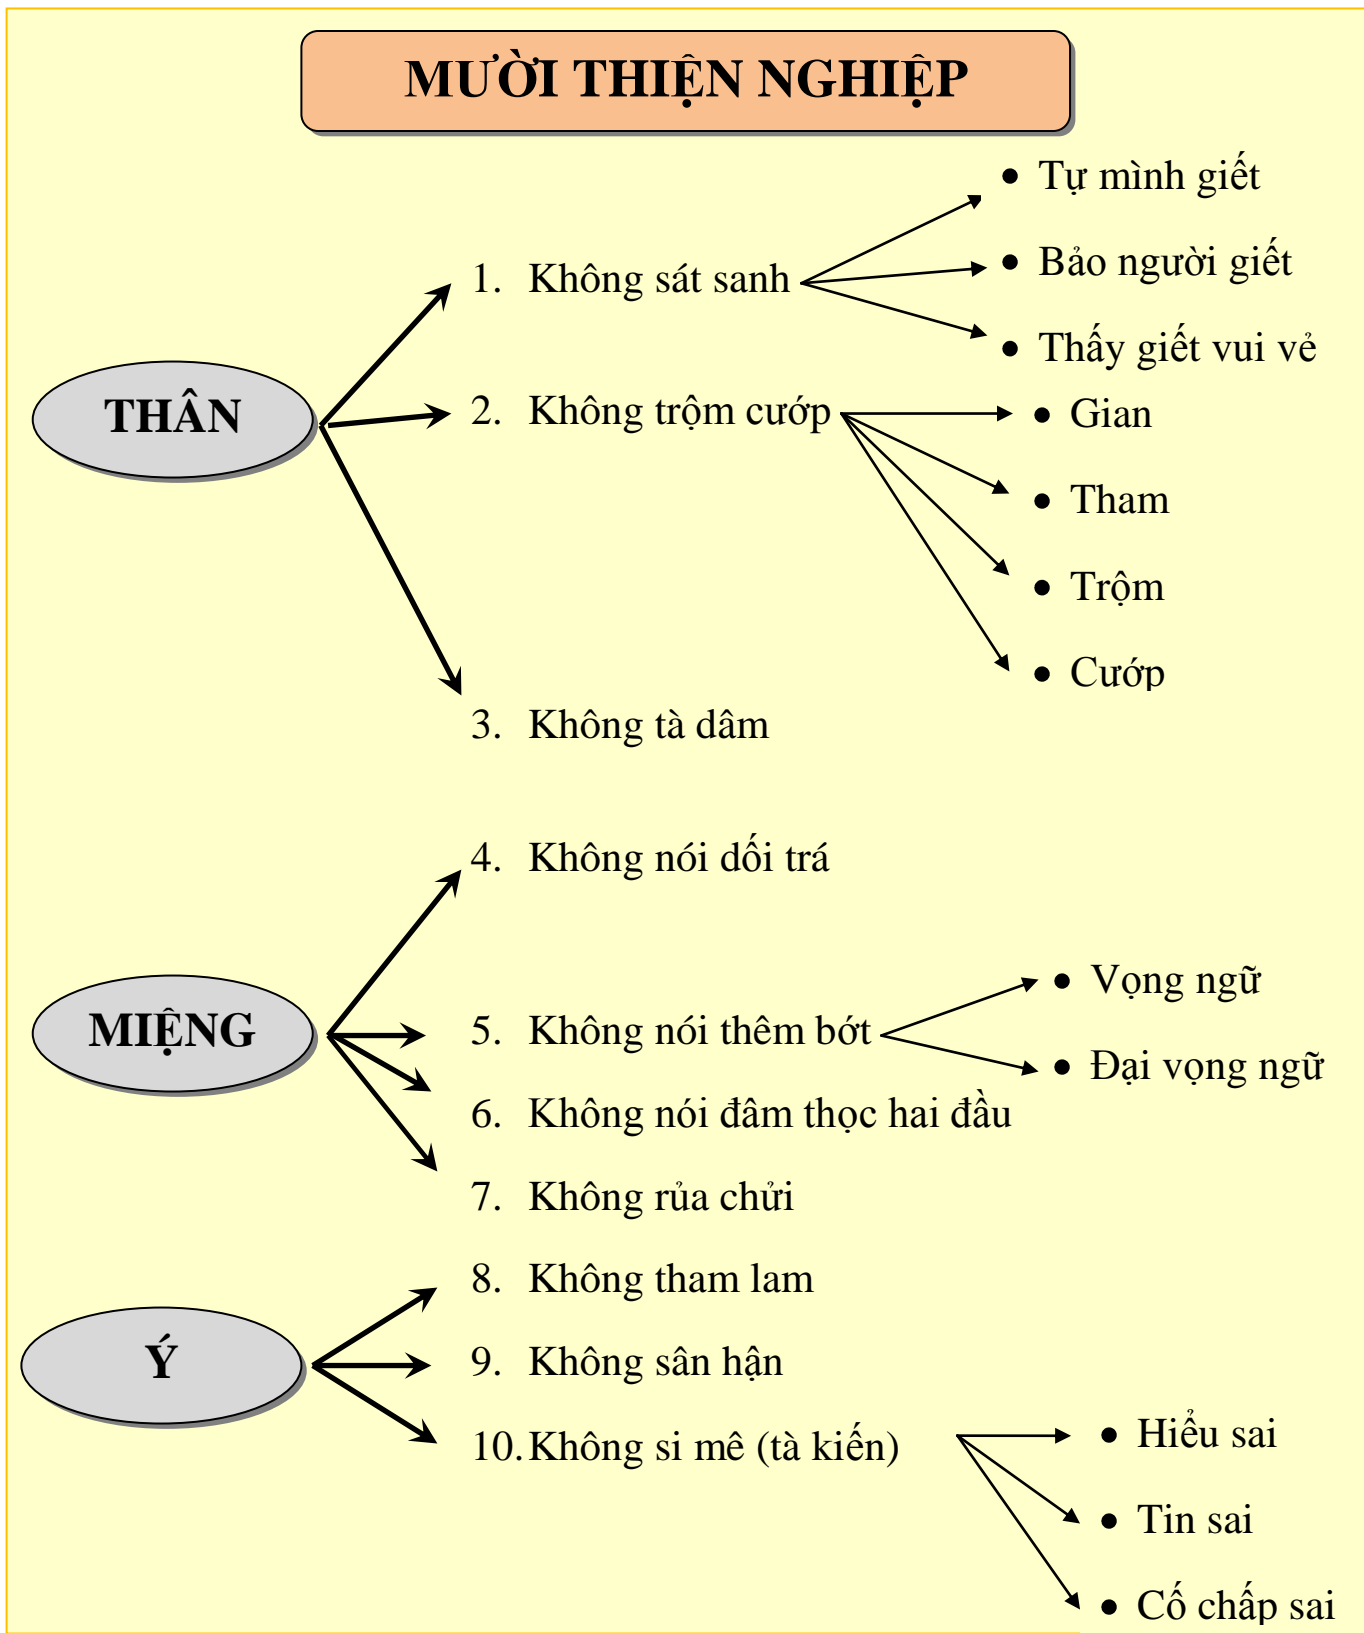 MƯỜI THIỆN NGHIỆP
THÂN
1. Không sát sanh
• Tự mình giết
• Bảo người giết
• Thấy giết vui vẻ
2. Không trộm cướp
• Gian
• Tham
• Trộm
• Cướp
3. Không tà dâm
MIỆNG
4. Không nói dối trá
5. Không nói thêm bớt
• Vọng ngữ
• Đại vọng ngữ
6. Không nói đâm thọc hai đầu
7. Không rủa chửi
Ý
8. Không tham lam
9. Không sân hận
10. Không si mê (tà kiến)
• Hiểu sai
• Tin sai
• Cố chấp sai